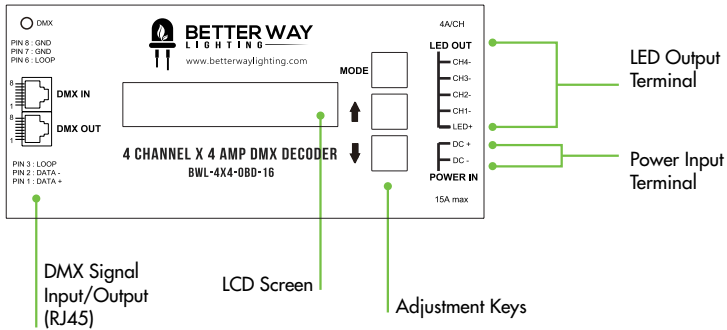 DMX
PIN 8 : GND
PIN 7 : GND
PIN 6 : LOOP
8
1
DMX IN
8
1
DMX OUT
PIN 3 : LOOP
PIN 2 : DATA -
PIN 1 : DATA +
BETTER WAY
LIGHTING
www.betterwaylighting.com
4 CHANNEL X 4 AMP DMX DECODER
BWL-4X4-OBD-16
MODE
4A/CH
LED OUT
CH4-
CH3-
CH2-
CH1-
LED+
DC +
DC -
POWER IN
15A max
LED Output
Terminal
Power Input
Terminal
DMX Signal
Input/Output
(RJ45)
LCD Screen
Adjustment Keys